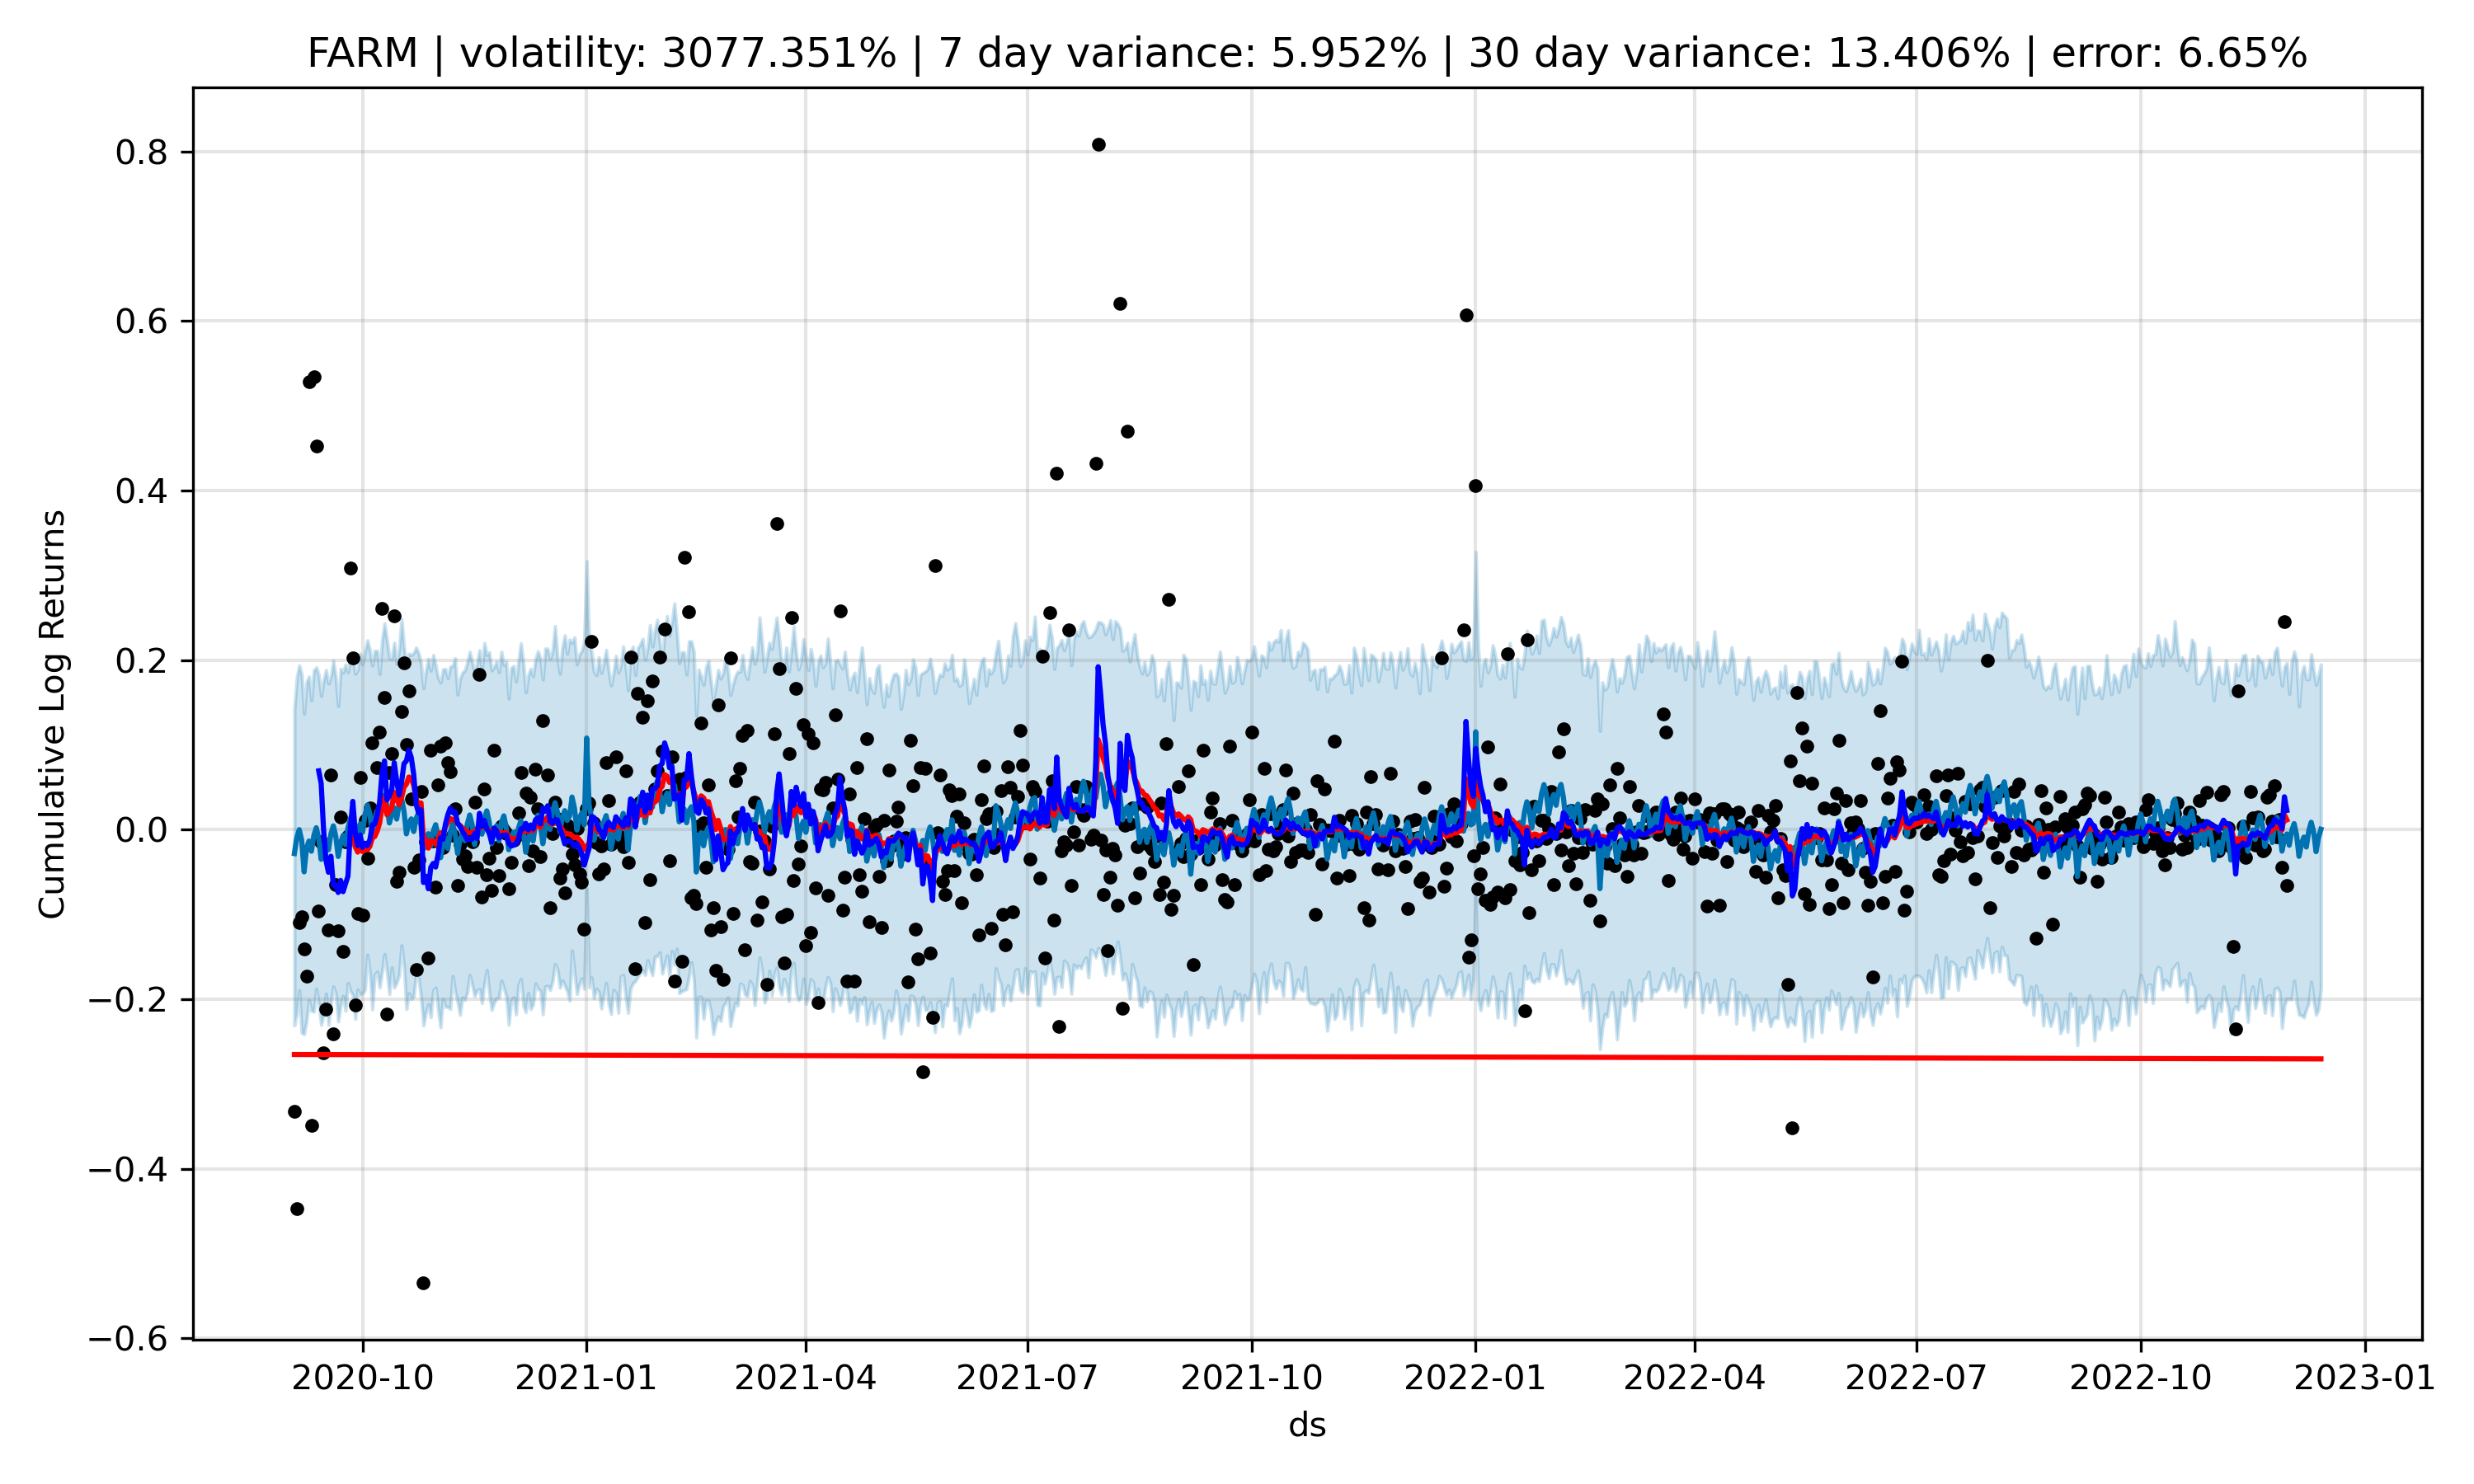 FARM | volatility: 3077.351% | 7 day variance: 5.952% | 30 day variance: 13.406% | error: 6.65%
Cumulative Log Returns
0.8
0.6
0.4
0.2
0.0
−0.2
−0.4
−0.6
2020-10 2021-01 2021-04 2021-07 2021-10 2022-01 2022-04 2022-07 2022-10 2023-01
ds